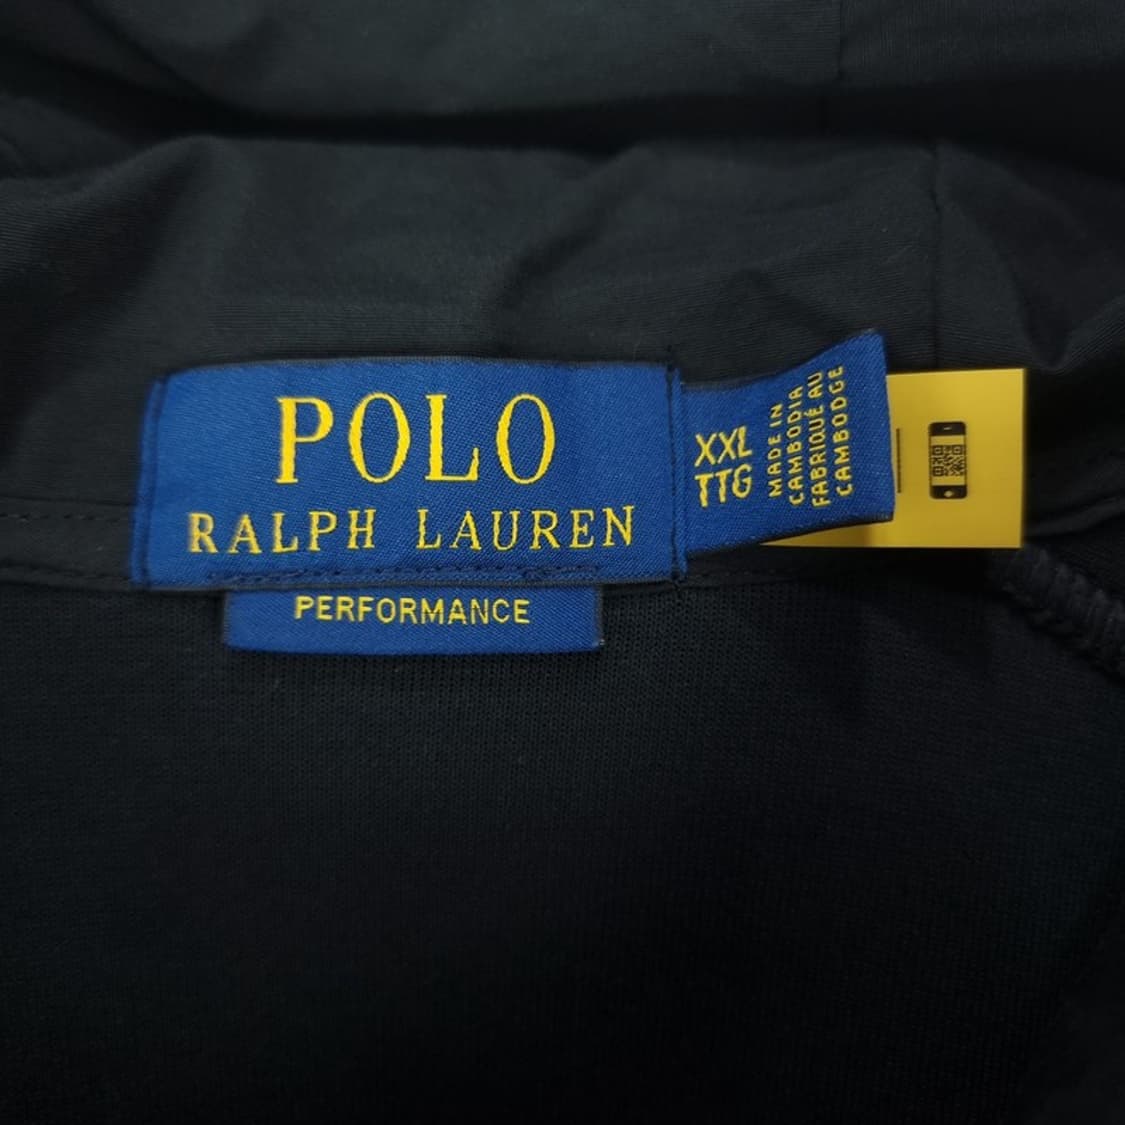 POLO
RALPH LAUREN
PERFORMANCE
XXL
TTG
MADE IN
CAMBODIA
FABRIQUÉ AU
CAMBODGE